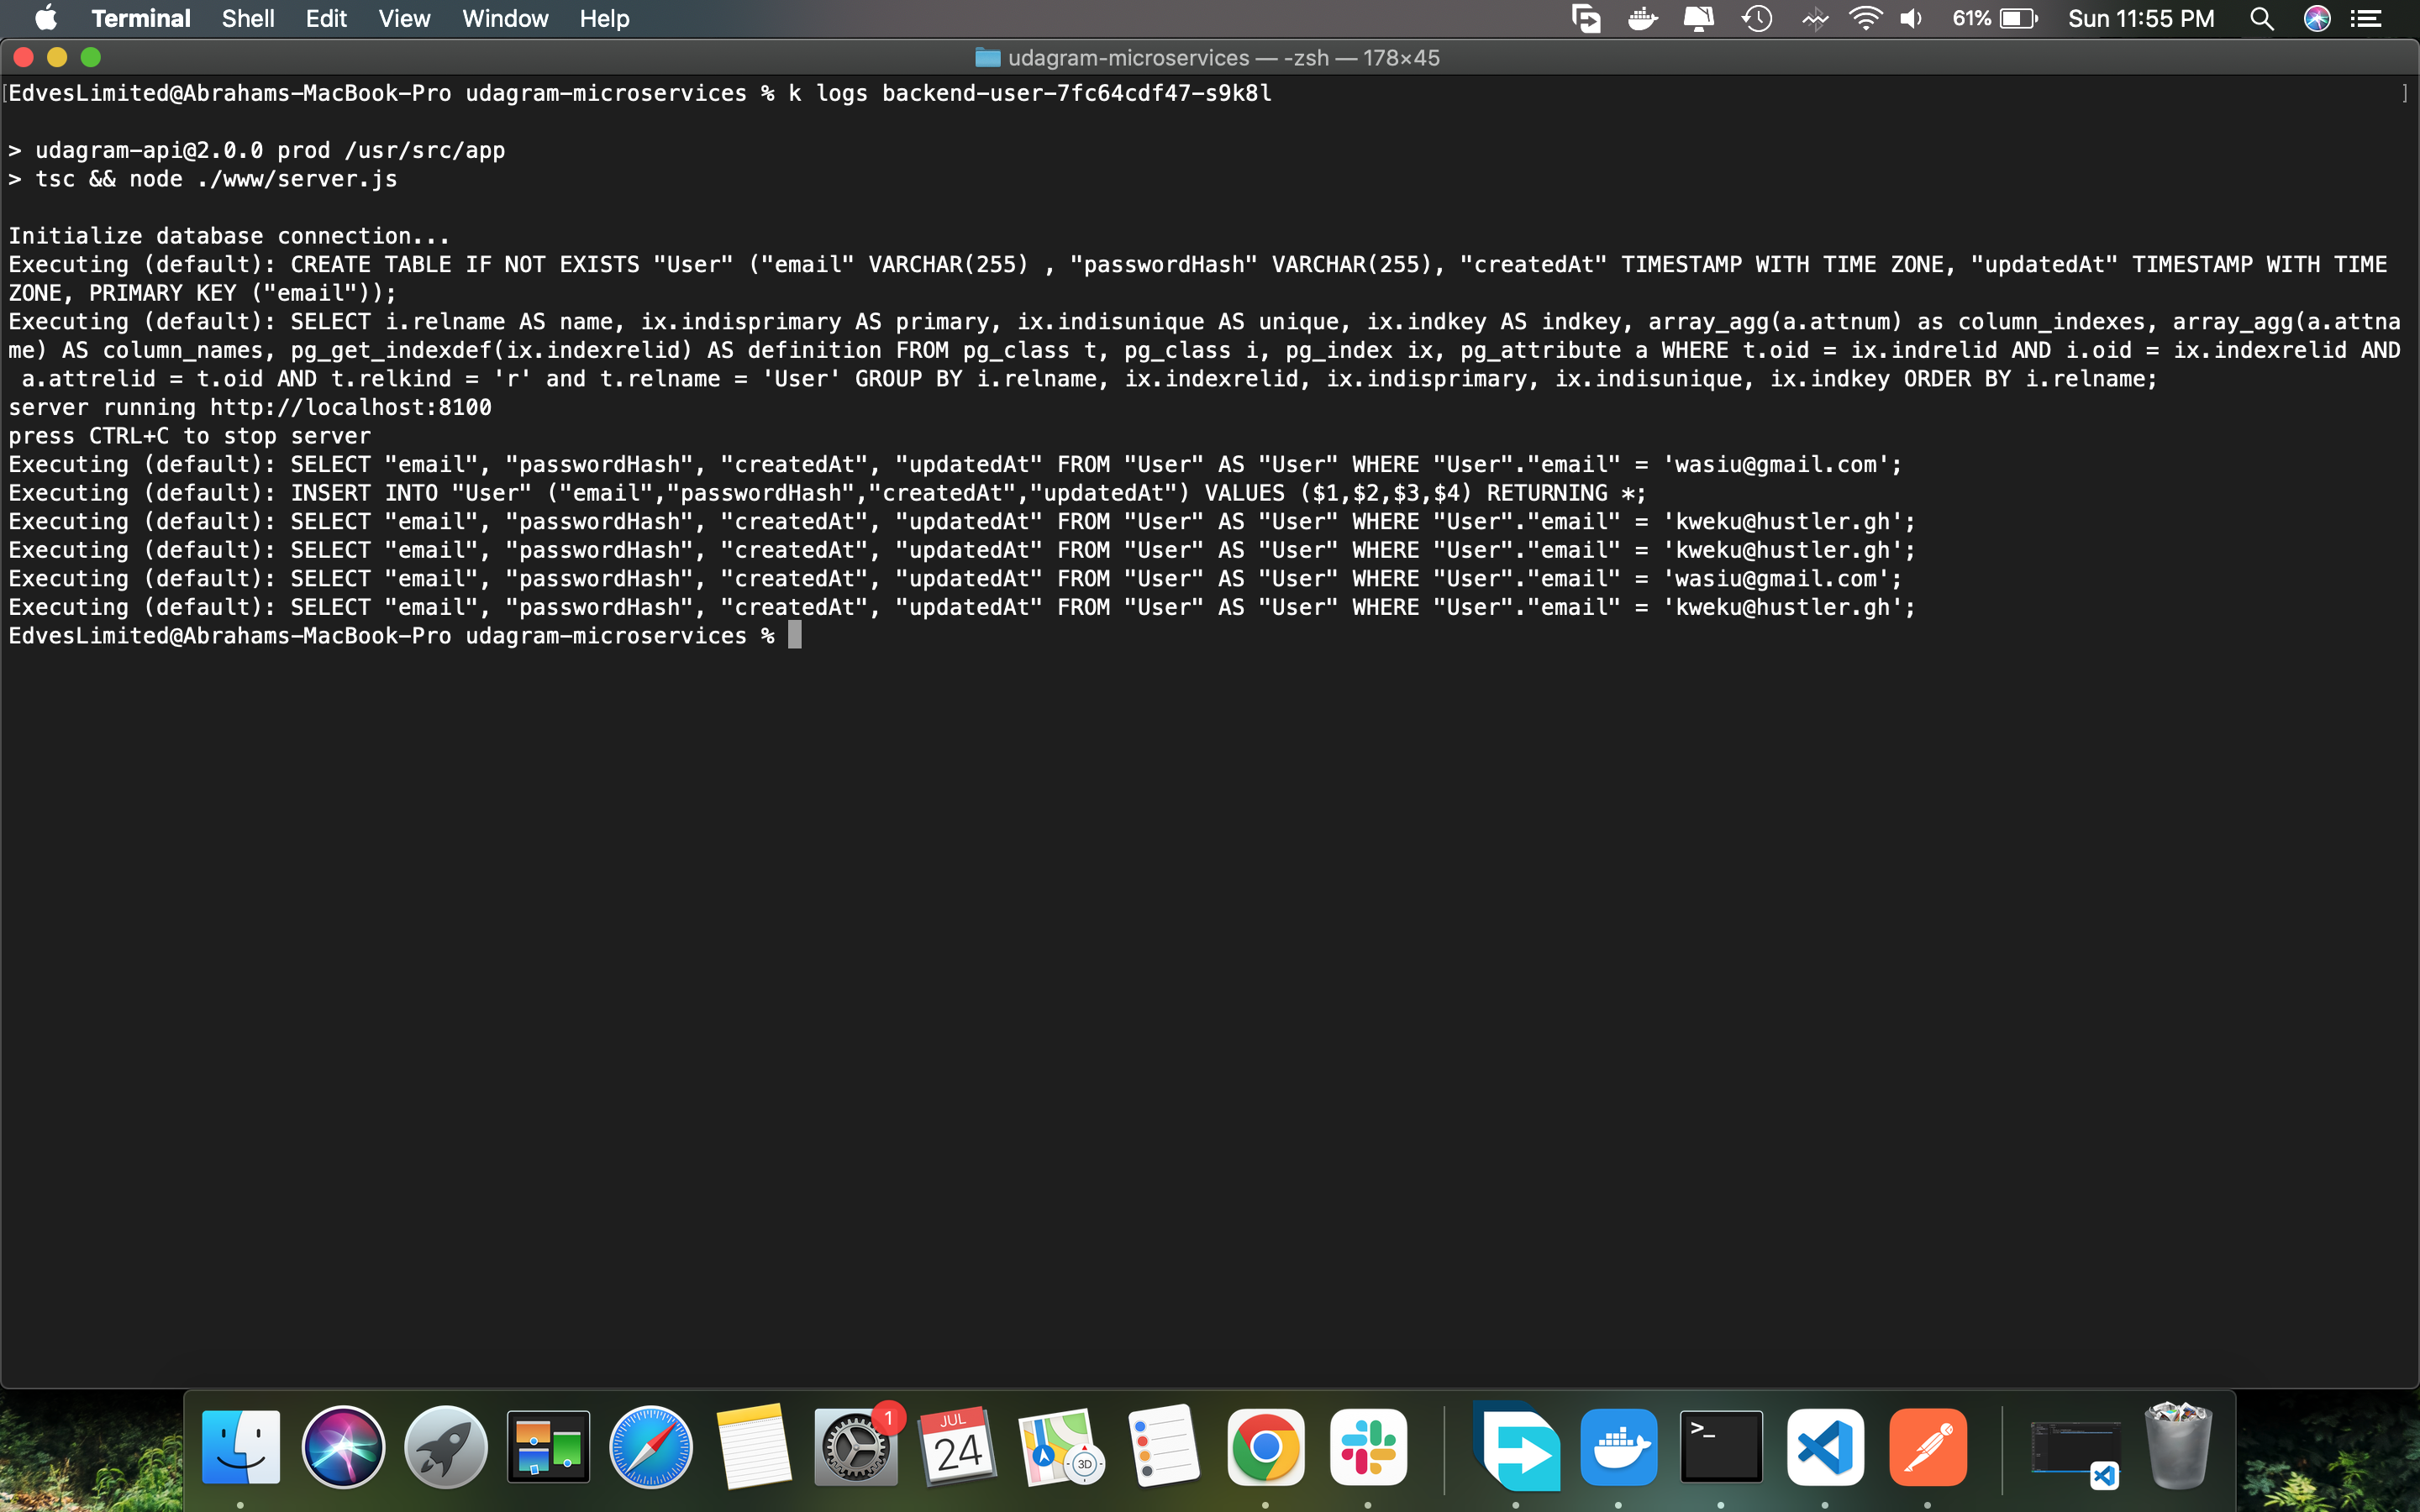 Terminal Shell Edit View Window Help 61% Sun 11:55 PM
udagram-microservices — -zsh — 178×45
[EdvesLimited@Abrahams-MacBook-Pro udagram-microservices % k logs backend-user-7fc64cdf47-s9k8l ]
> udagram-api@2.0.0 prod /usr/src/app
> tsc && node ./www/server.js
Initialize database connection...
Executing (default): CREATE TABLE IF NOT EXISTS "User" ("email" VARCHAR(255) , "passwordHash" VARCHAR(255), "createdAt" TIMESTAMP WITH TIME ZONE, "updatedAt" TIMESTAMP WITH TIME
ZONE, PRIMARY KEY ("email"));
Executing (default): SELECT i.relname AS name, ix.indisprimary AS primary, ix.indisunique AS unique, ix.indkey AS indkey, array_agg(a.attnum) as column_indexes, array_agg(a.attna
me) AS column_names, pg_get_indexdef(ix.indexrelid) AS definition FROM pg_class t, pg_class i, pg_index ix, pg_attribute a WHERE t.oid = ix.indrelid AND i.oid = ix.indexrelid AND
a.attrelid = t.oid AND t.relkind = 'r' and t.relname = 'User' GROUP BY i.relname, ix.indexrelid, ix.indisprimary, ix.indisunique, ix.indkey ORDER BY i.relname;
server running http://localhost:8100
press CTRL+C to stop server
Executing (default): SELECT "email", "passwordHash", "createdAt", "updatedAt" FROM "User" AS "User" WHERE "User"."email" = 'wasiu@gmail.com';
Executing (default): INSERT INTO "User" ("email","passwordHash","createdAt","updatedAt") VALUES ($1,$2,$3,$4) RETURNING *;
Executing (default): SELECT "email", "passwordHash", "createdAt", "updatedAt" FROM "User" AS "User" WHERE "User"."email" = 'kweku@hustler.gh';
Executing (default): SELECT "email", "passwordHash", "createdAt", "updatedAt" FROM "User" AS "User" WHERE "User"."email" = 'kweku@hustler.gh';
Executing (default): SELECT "email", "passwordHash", "createdAt", "updatedAt" FROM "User" AS "User" WHERE "User"."email" = 'wasiu@gmail.com';
Executing (default): SELECT "email", "passwordHash", "createdAt", "updatedAt" FROM "User" AS "User" WHERE "User"."email" = 'kweku@hustler.gh';
EdvesLimited@Abrahams-MacBook-Pro udagram-microservices %
1
JUL
24
3D
>_